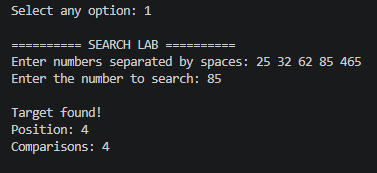 Select any option: 1
========== SEARCH LAB ==========
Enter numbers separated by spaces: 25 32 62 85 465
Enter the number to search: 85
Target found!
Position: 4
Comparisons: 4